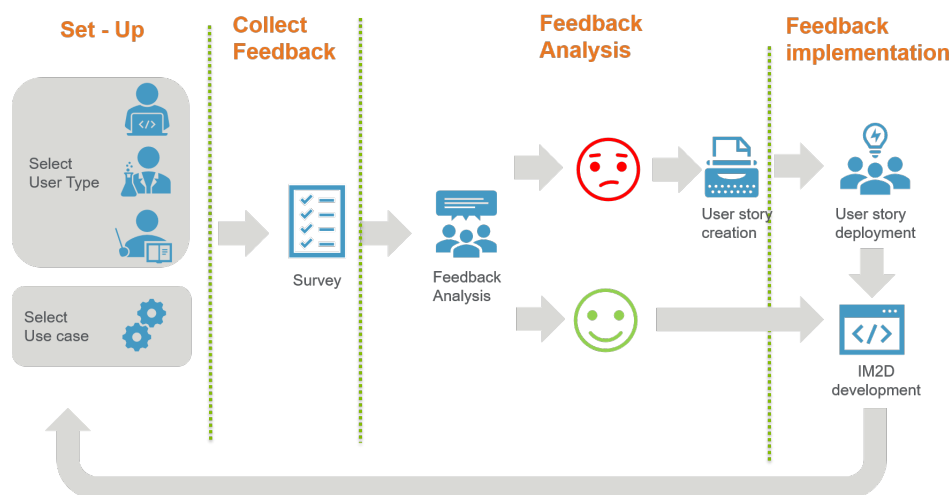 Set - Up
Collect
Feedback
Feedback
Analysis
Feedback
implementation
Select
User Type
Select
Use case
Survey
Feedback
Analysis
User story
creation
User story
deployment
IM2D
development